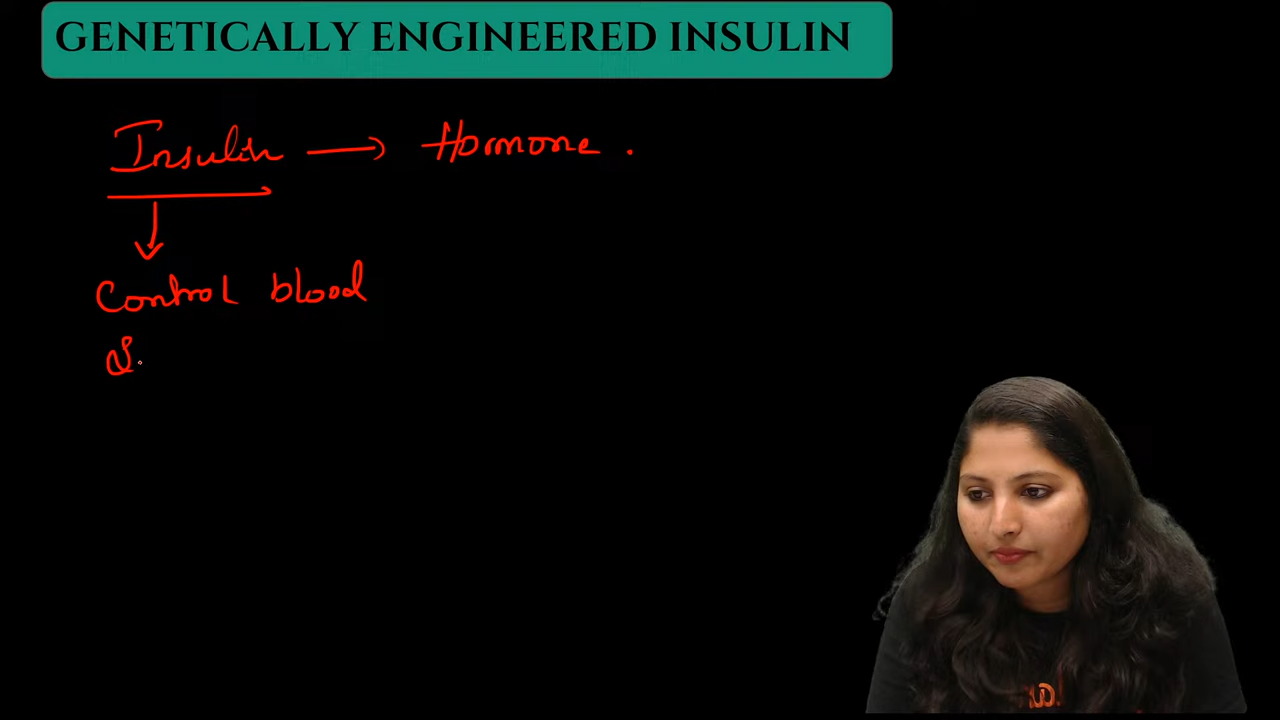 GENETICALLY ENGINEERED INSULIN
Insulin → Hormone .
Control blood